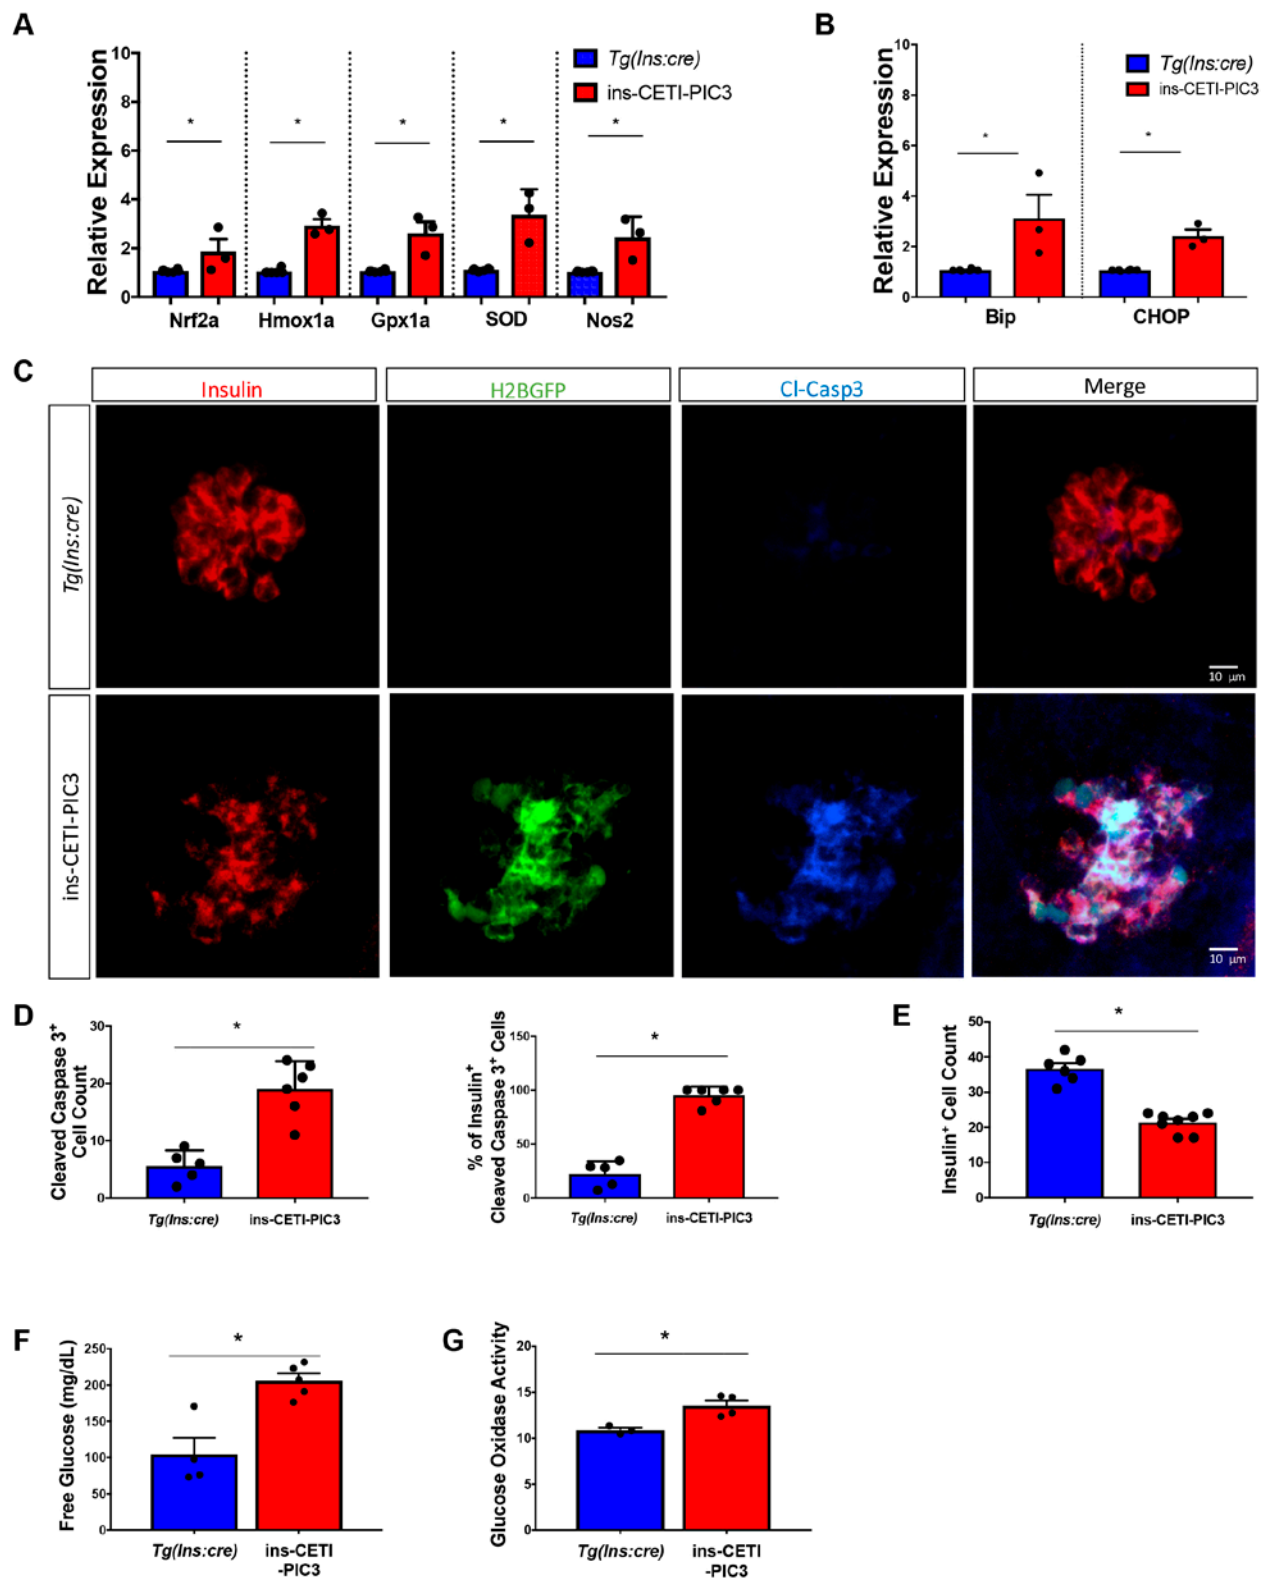 A
10
8
6
4
2
0
Relative Expression
* * * * *
Tg(Ins:cre)
ins-CETI-PIC3
Nrf2a Hmox1a Gpx1a SOD Nos2
B
10
8
6
4
2
0
Relative Expression
* *
Tg(Ins:cre)
ins-CETI-PIC3
Bip CHOP
C
Insulin H2BGFP Cl-Casp3 Merge
Tg(Ins:cre)
10 µm
ins-CETI-PIC3
10 µm
D
Cleaved Caspase 3+
Cell Count
30
20
10
0
*
Tg(Ins:cre) ins-CETI-PIC3
% of Insulin+
Cleaved Caspase 3+ Cells
150
100
50
0
*
Tg(Ins:cre) ins-CETI-PIC3
E
Insulin+ Cell Count
50
40
30
20
10
0
*
Tg(Ins:cre) ins-CETI-PIC3
F
Free Glucose (mg/dL)
250
200
150
100
50
0
*
Tg(Ins:cre) ins-CETI
-PIC3
G
Glucose Oxidase Activity
20
15
10
5
0
*
Tg(Ins:cre) ins-CETI
-PIC3